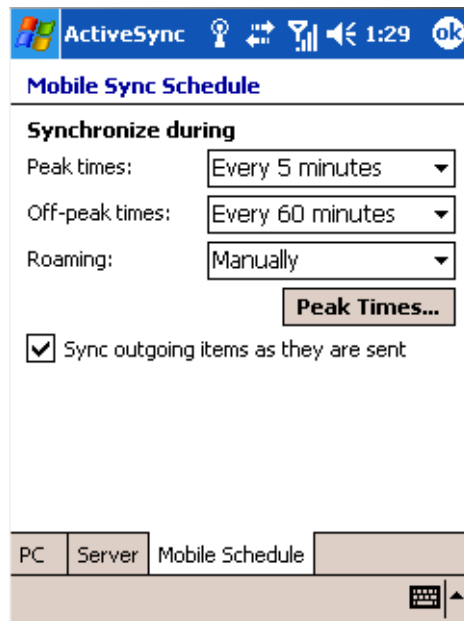 ActiveSync 1:29 ok
Mobile Sync Schedule
Synchronize during
Peak times: Every 5 minutes
Off-peak times: Every 60 minutes
Roaming: Manually
Peak Times...
Sync outgoing items as they are sent
PC Server Mobile Schedule